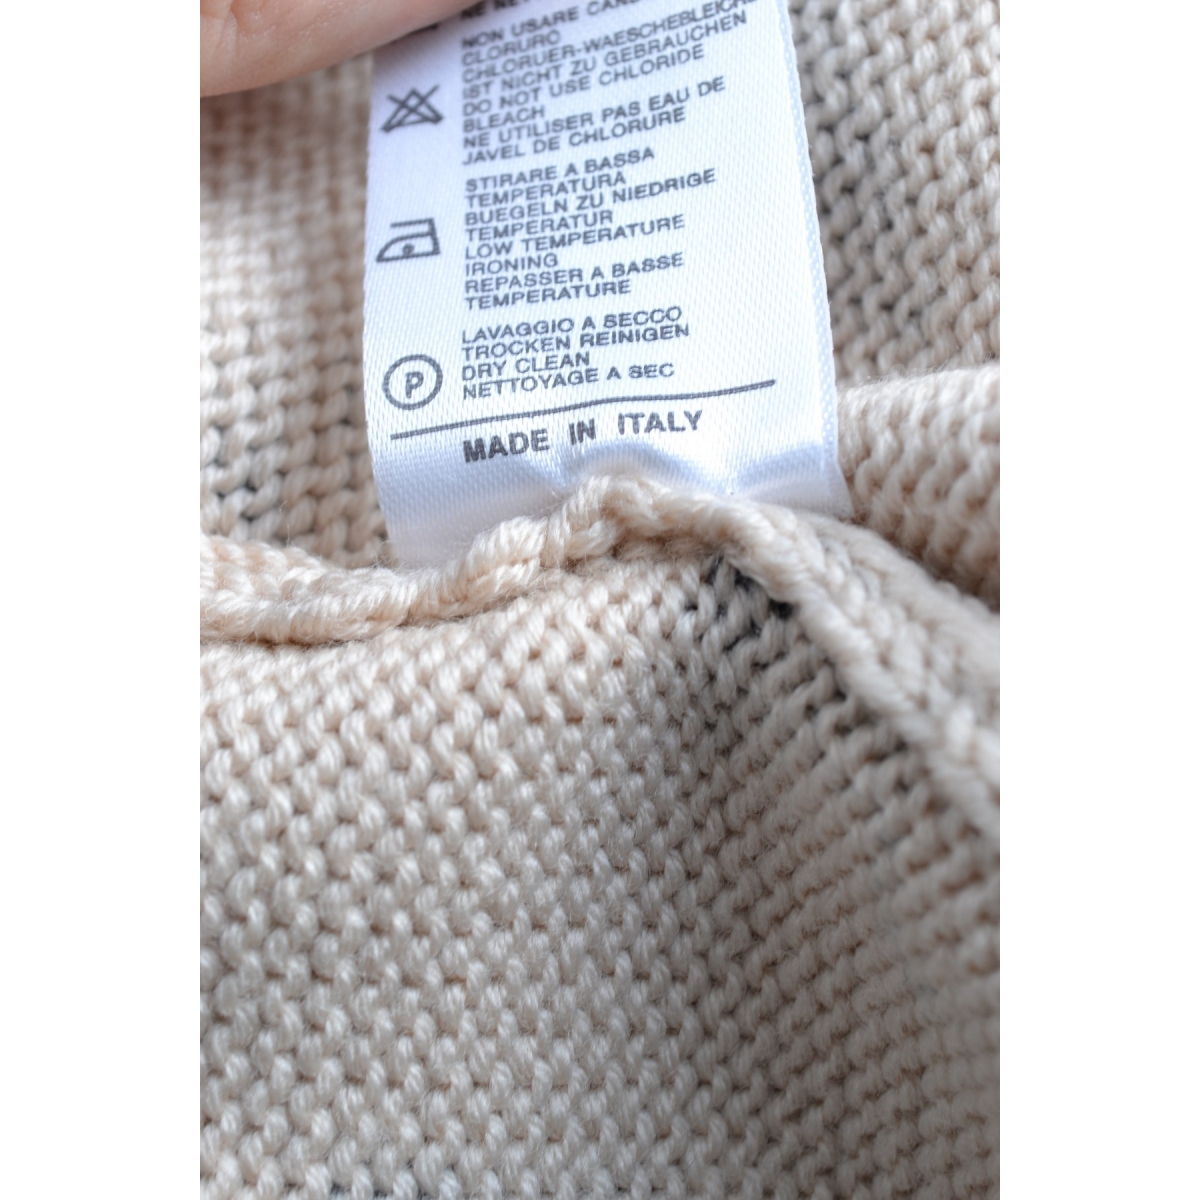 NON USARE
CLORURO
CHLORUER-WAESCHEBLEICHE
IST NICHT ZU GEBRAUCHEN
DO NOT USE CHLORIDE
BLEACH
NE UTILISER PAS EAU DE
JAVEL DE CHLORURE
STIRARE A BASSA
TEMPERATURA
BUEGELN ZU NIEDRIGE
TEMPERATUR
LOW TEMPERATURE
IRONING
REPASSER A BASSE
TEMPERATURE
LAVAGGIO A SECCO
TROCKEN REINIGEN
DRY CLEAN
NETTOYAGE A SEC
P
MADE IN ITALY